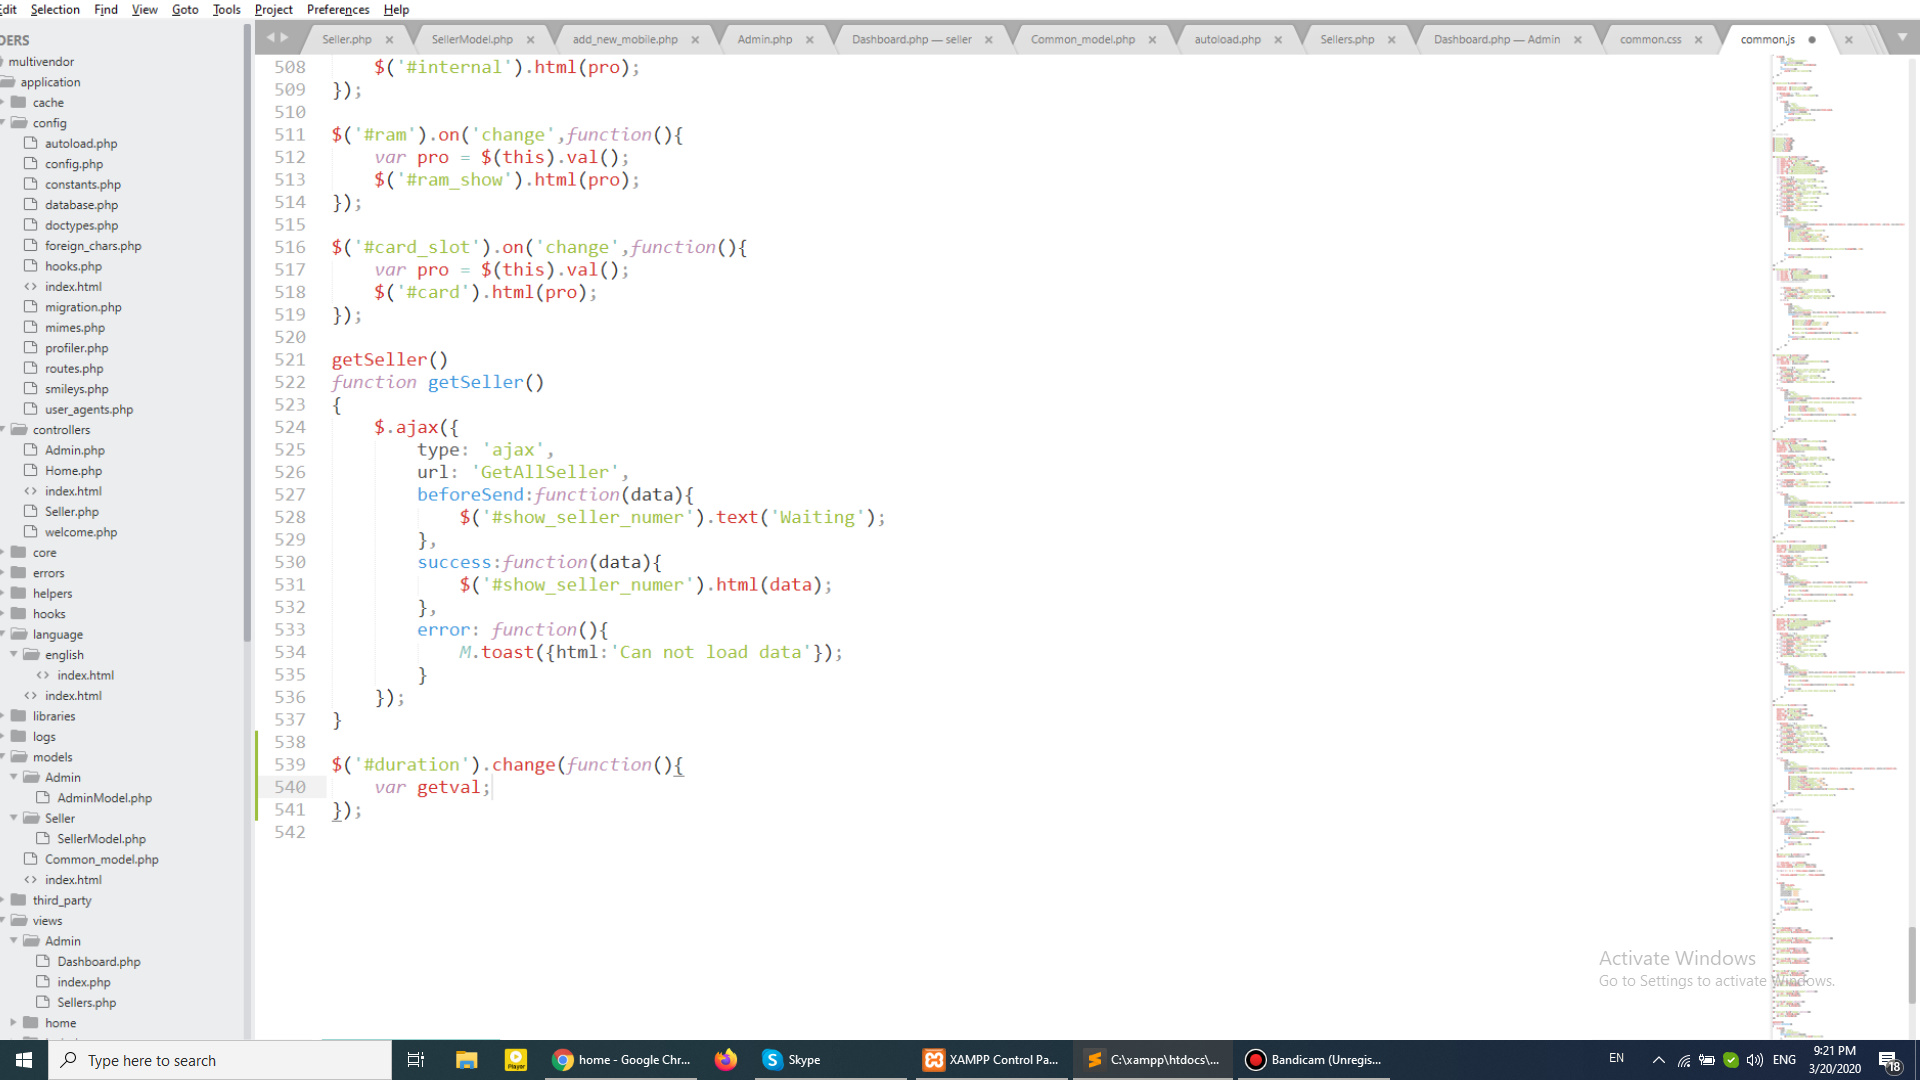 Edit Selection Find View Goto Tools Project Preferences Help
DERS
multivendor
application
cache
config
autoload.php
config.php
constants.php
database.php
doctypes.php
foreign_chars.php
hooks.php
index.html
migration.php
mimes.php
profiler.php
routes.php
smileys.php
user_agents.php
controllers
Admin.php
Home.php
index.html
Seller.php
welcome.php
core
errors
helpers
hooks
language
english
index.html
index.html
libraries
logs
models
Admin
AdminModel.php
Seller
SellerModel.php
Common_model.php
index.html
third_party
views
Admin
Dashboard.php
index.php
Sellers.php
home
Seller.php SellerModel.php add_new_mobile.php Admin.php Dashboard.php — seller Common_model.php autoload.php Sellers.php Dashboard.php — Admin common.css common.js
508 $('#internal').html(pro);
509 });
510
511 $('#ram').on('change',function(){
512 var pro = $(this).val();
513 $('#ram_show').html(pro);
514 });
515
516 $('#card_slot').on('change',function(){
517 var pro = $(this).val();
518 $('#card').html(pro);
519 });
520
521 getSeller()
522 function getSeller()
523 {
524 $.ajax({
525 type: 'ajax',
526 url: 'GetAllSeller',
527 beforeSend:function(data){
528 $('#show_seller_numer').text('Waiting');
529 },
530 success:function(data){
531 $('#show_seller_numer').html(data);
532 },
533 error: function(){
534 M.toast({html:'Can not load data'});
535 }
536 });
537 }
538
539 $('#duration').change(function(){
540 var getval;
541 });
542
Activate Windows
Go to Settings to activate Windows.
Type here to search
Player
home - Google Chr...
Skype
XAMPP Control Pa...
C:\xampp\htdocs\...
Bandicam (Unregis...
EN
ENG
9:21 PM
3/20/2020
18